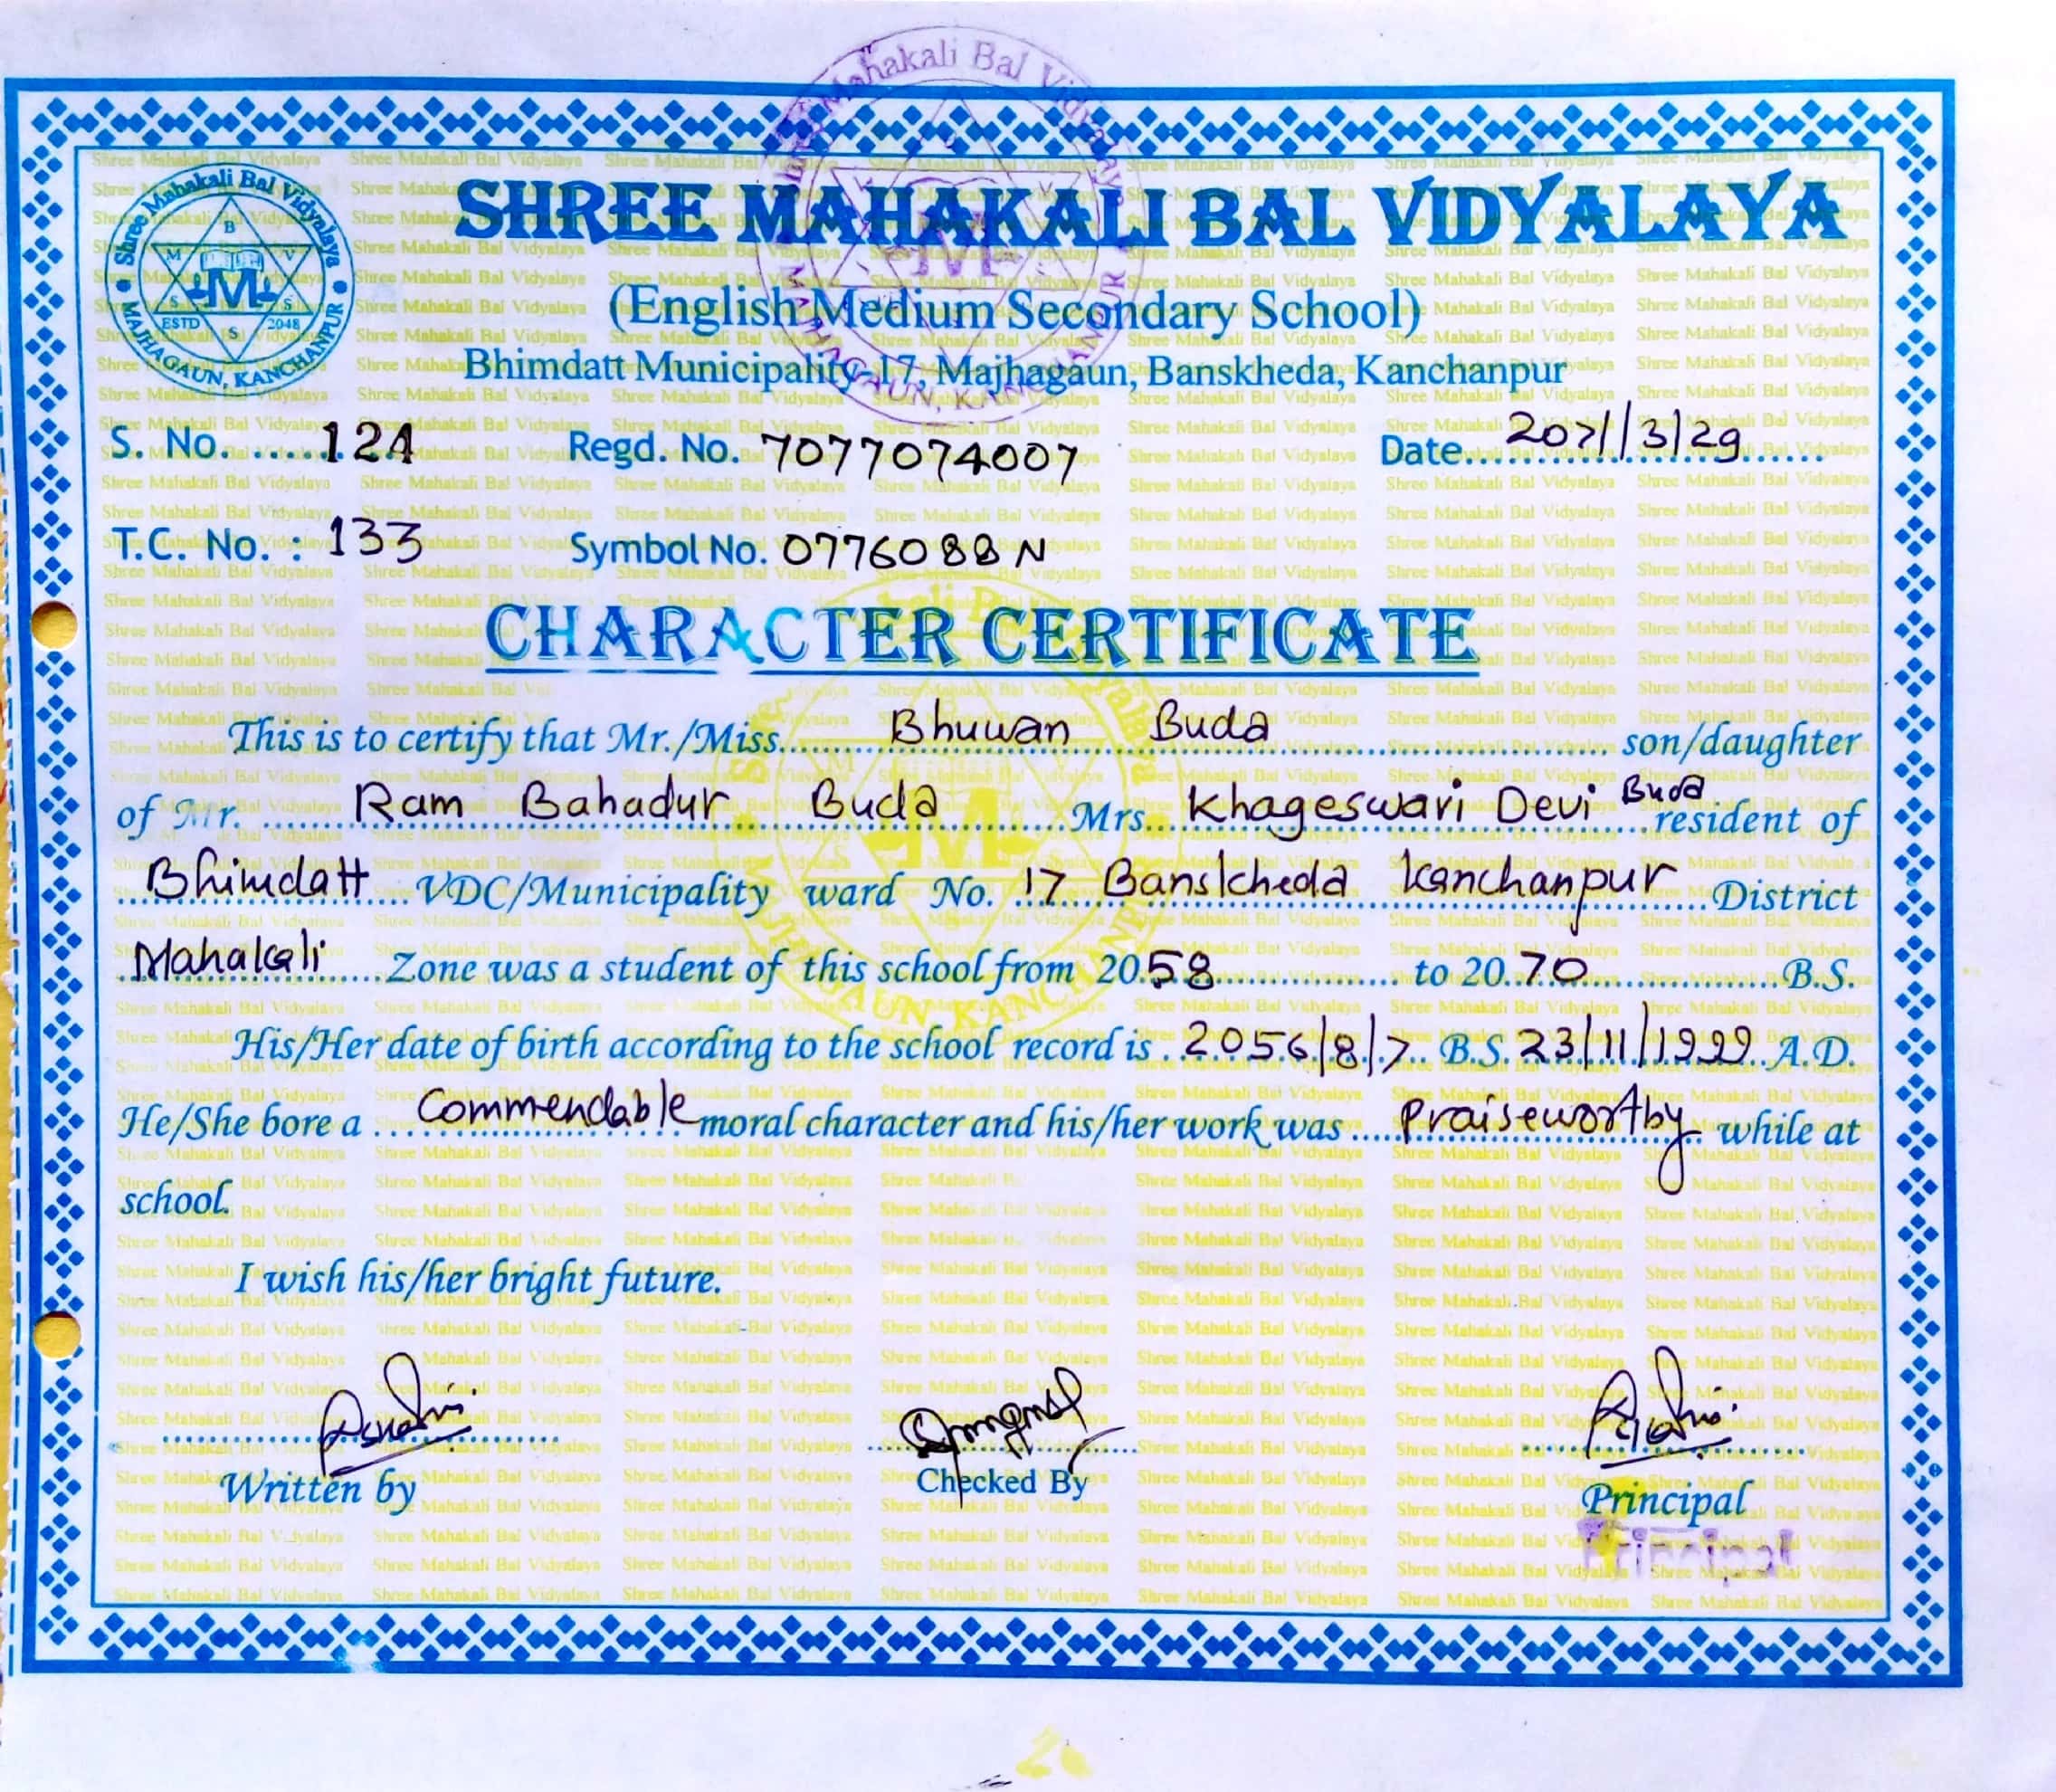 Shree Mahakali Bal Vidyalaya
B
M V
M
S S
ESTD S 2048
MAJHAGAUN, KANCHANPUR
SHREE MAHAKALI BAL VIDYALAYA
(English Medium Secondary School)
Bhimdatt Municipality 17, Majhagaun, Banskheda, Kanchanpur
S. No. ...... 124 Regd. No. 7077074007 Date.... 2071/3/29
T.C. No. : 133 Symbol No. 0776088 N
CHARACTER CERTIFICATE
This is to certify that Mr./Miss.... Bhuwan Buda .... son/daughter
of Mr. .... Ram Bahadur Buda .... Mrs.... Khageswari Devi Buda .... resident of
Bhimdatt .... VDC/Municipality ward No. 17 Banskheda Kanchanpur .... District
Mahakali .... Zone was a student of this school from 20.58 .... to 20..70 .... B.S.
His/Her date of birth according to the school record is . 2056/8/7 .. B.S. 23/11/1999 A.D.
He/She bore a .... Commendable moral character and his/her work was .... praiseworthy while at
school.
I wish his/her bright future.
Written by Checked By Principal
Principal